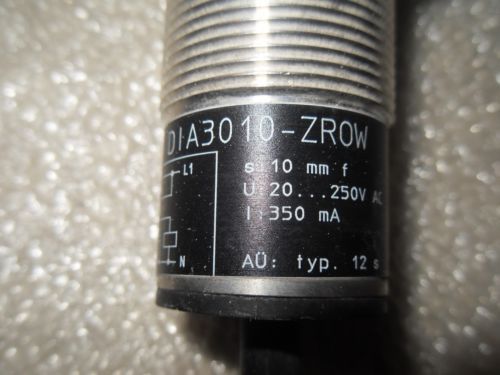 DIA3010-ZROW
L1
s:10 mm f
U:20...250V AC
I:350 mA
N
AÜ: typ. 12 s